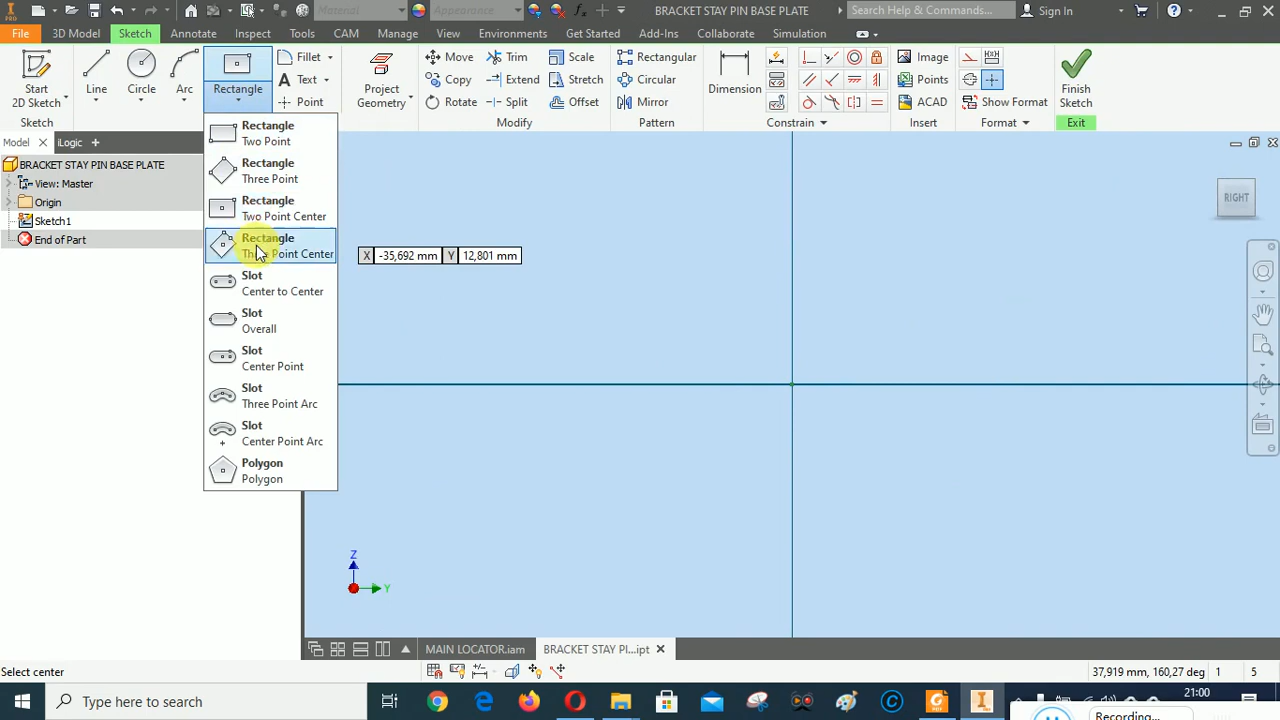 PRO
Material
Appearance
BRACKET STAY PIN BASE PLATE
Search Help & Commands...
Sign In
File
3D Model
Sketch
Annotate
Inspect
Tools
CAM
Manage
View
Environments
Get Started
Add-Ins
Collaborate
Simulation
Start
2D Sketch
Line
Circle
Arc
Rectangle
Fillet
Text
Point
Project
Geometry
Move
Copy
Rotate
Trim
Extend
Split
Scale
Stretch
Offset
Rectangular
Circular
Mirror
Dimension
Image
Points
ACAD
Show Format
Finish
Sketch
Sketch
Modify
Pattern
Constrain
Insert
Format
Exit
Model
iLogic
BRACKET STAY PIN BASE PLATE
View: Master
Origin
Sketch1
End of Part
Rectangle
Two Point
Rectangle
Three Point
Rectangle
Two Point Center
Rectangle
Three Point Center
Slot
Center to Center
Slot
Overall
Slot
Center Point
Slot
Three Point Arc
Slot
Center Point Arc
Polygon
Polygon
X -35,692 mm Y 12,801 mm
RIGHT
Z
Y
MAIN LOCATOR.iam
BRACKET STAY PI...ipt
Select center
37,919 mm, 160,27 deg 1 5
Type here to search
21:00
Recording...